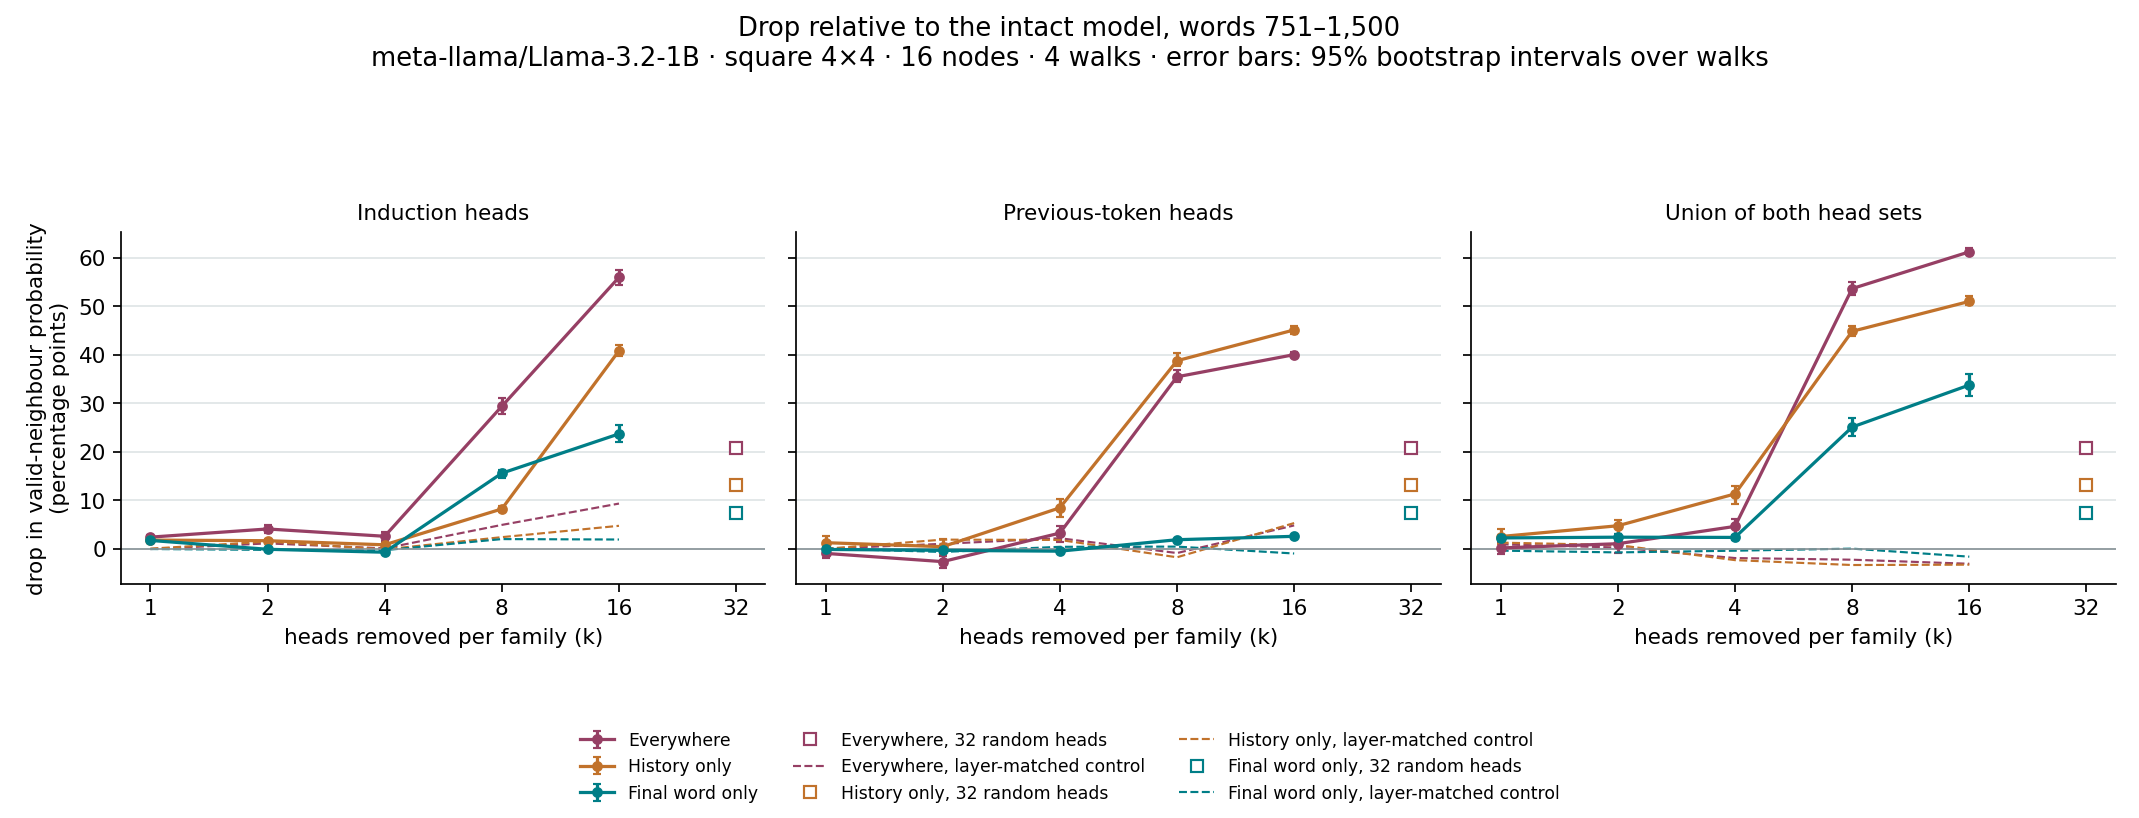 Drop relative to the intact model, words 751–1,500
meta-llama/Llama-3.2-1B · square 4×4 · 16 nodes · 4 walks · error bars: 95% bootstrap intervals over walks
Induction heads
Previous-token heads
Union of both head sets
drop in valid-neighbour probability
(percentage points)
60
50
40
30
20
10
0
1 2 4 8 16 32
1 2 4 8 16 32
1 2 4 8 16 32
heads removed per family (k)
heads removed per family (k)
heads removed per family (k)
Everywhere
History only
Final word only
Everywhere, 32 random heads
Everywhere, layer-matched control
History only, 32 random heads
History only, layer-matched control
Final word only, 32 random heads
Final word only, layer-matched control